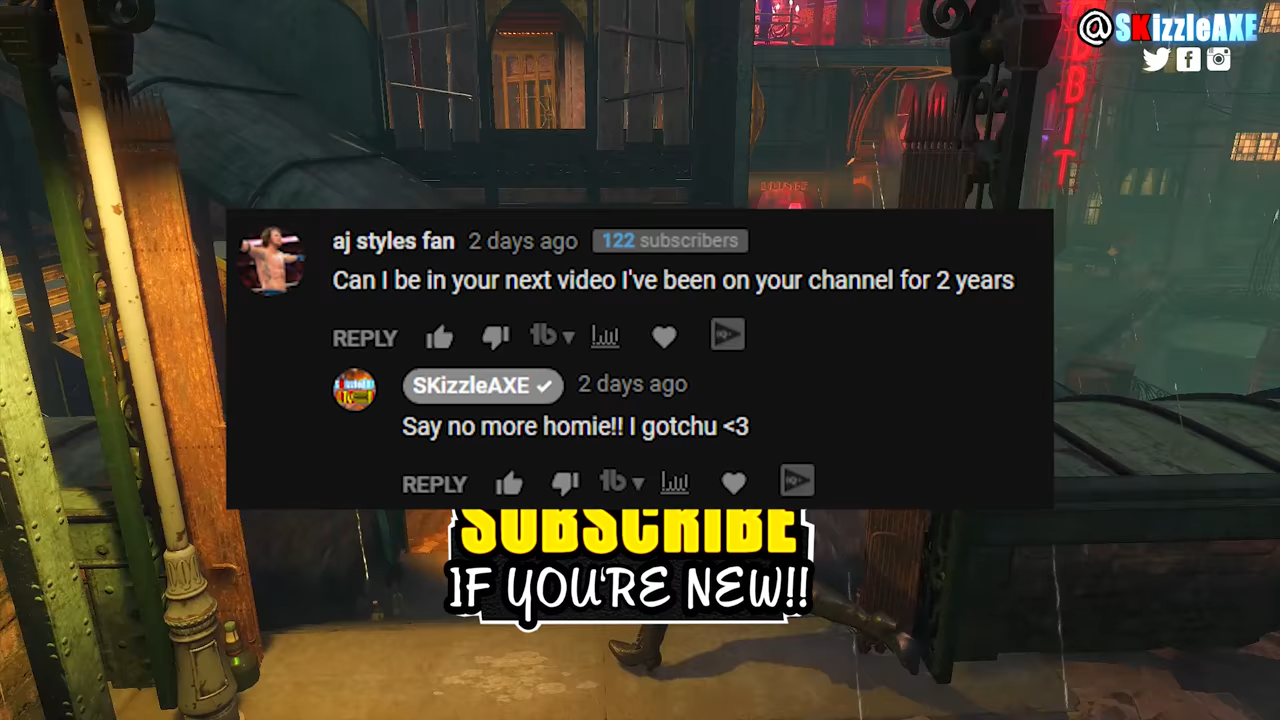 @SKizzleAXE
BIT
aj styles fan 2 days ago 122 subscribers
Can I be in your next video I've been on your channel for 2 years
REPLY
SKizzleAXE 2 days ago
Say no more homie!! I gotchu <3
REPLY
SUBSCRIBE
IF YOU'RE NEW!!